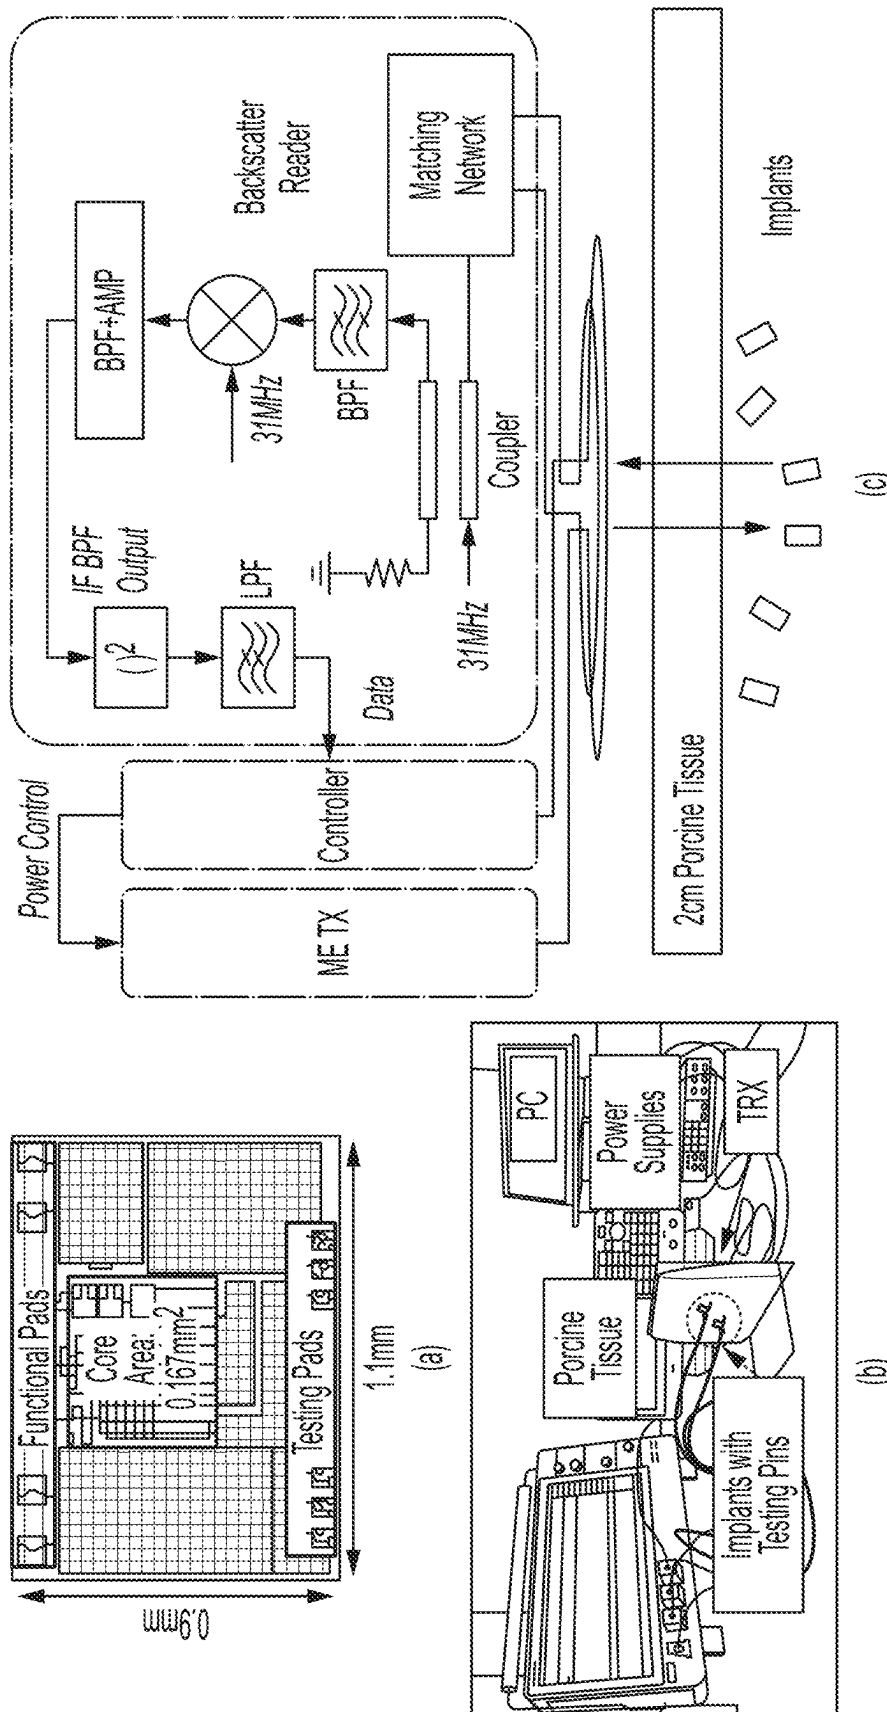 Functional Pads
Core
Area:
0.167mm²
Testing Pads
0.9mm
1.1mm
(a)
PC
Power
Supplies
TRX
Porcine
Tissue
Implants with
Testing Pins
(b)
Power Control
ME TX
Controller
Data
IF BPF
Output
()²
LPF
BPF+AMP
31MHz
BPF
Backscatter
Reader
31MHz
Coupler
Matching
Network
2cm Porcine Tissue
Implants
(c)